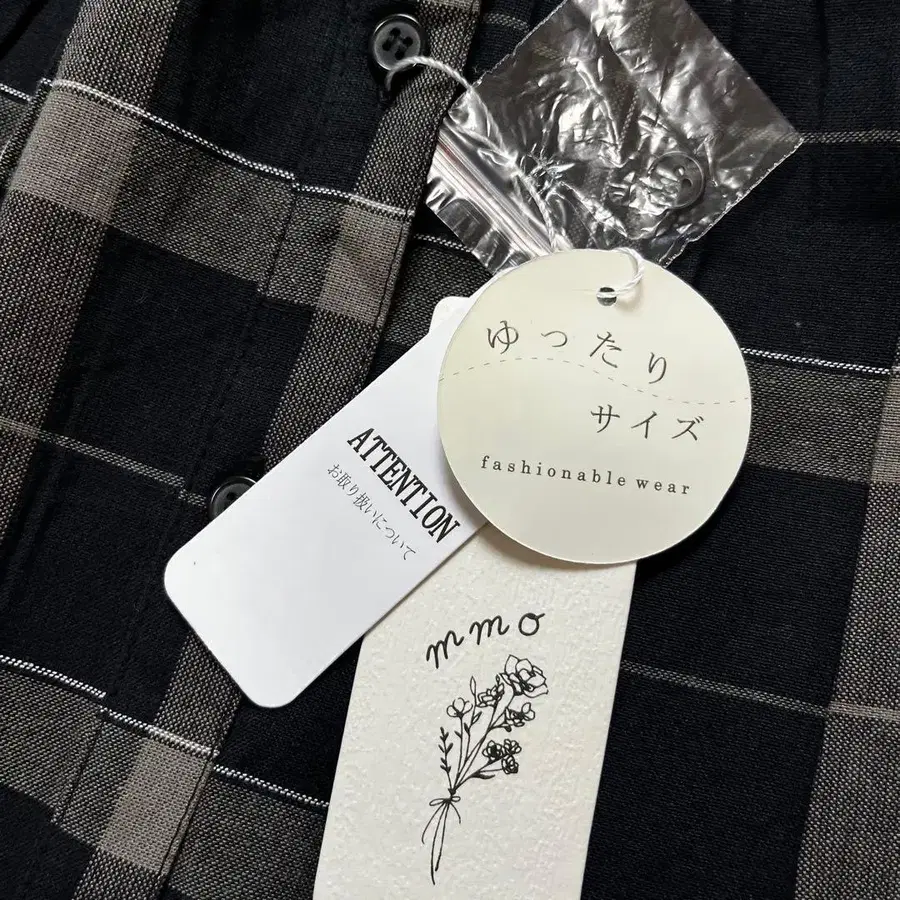 ゆったり
サイズ
fashionable wear
ATTENTION
お取り扱いについて
mmo